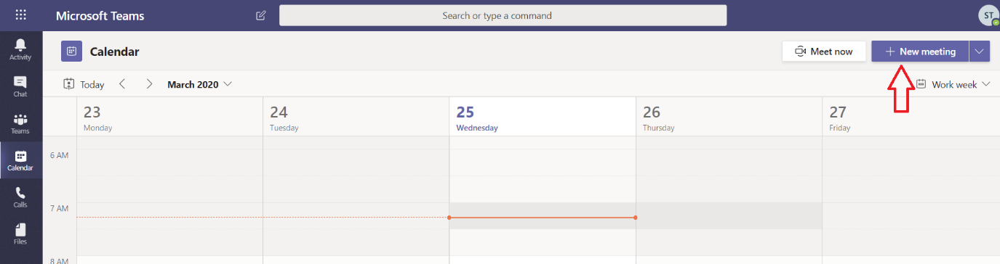 Microsoft Teams
Search or type a command
ST
Activity
Chat
Teams
Calendar
Calls
Files
Calendar
Meet now
New meeting
Today
March 2020
Work week
23
Monday
24
Tuesday
25
Wednesday
26
Thursday
27
Friday
6 AM
7 AM
8 AM